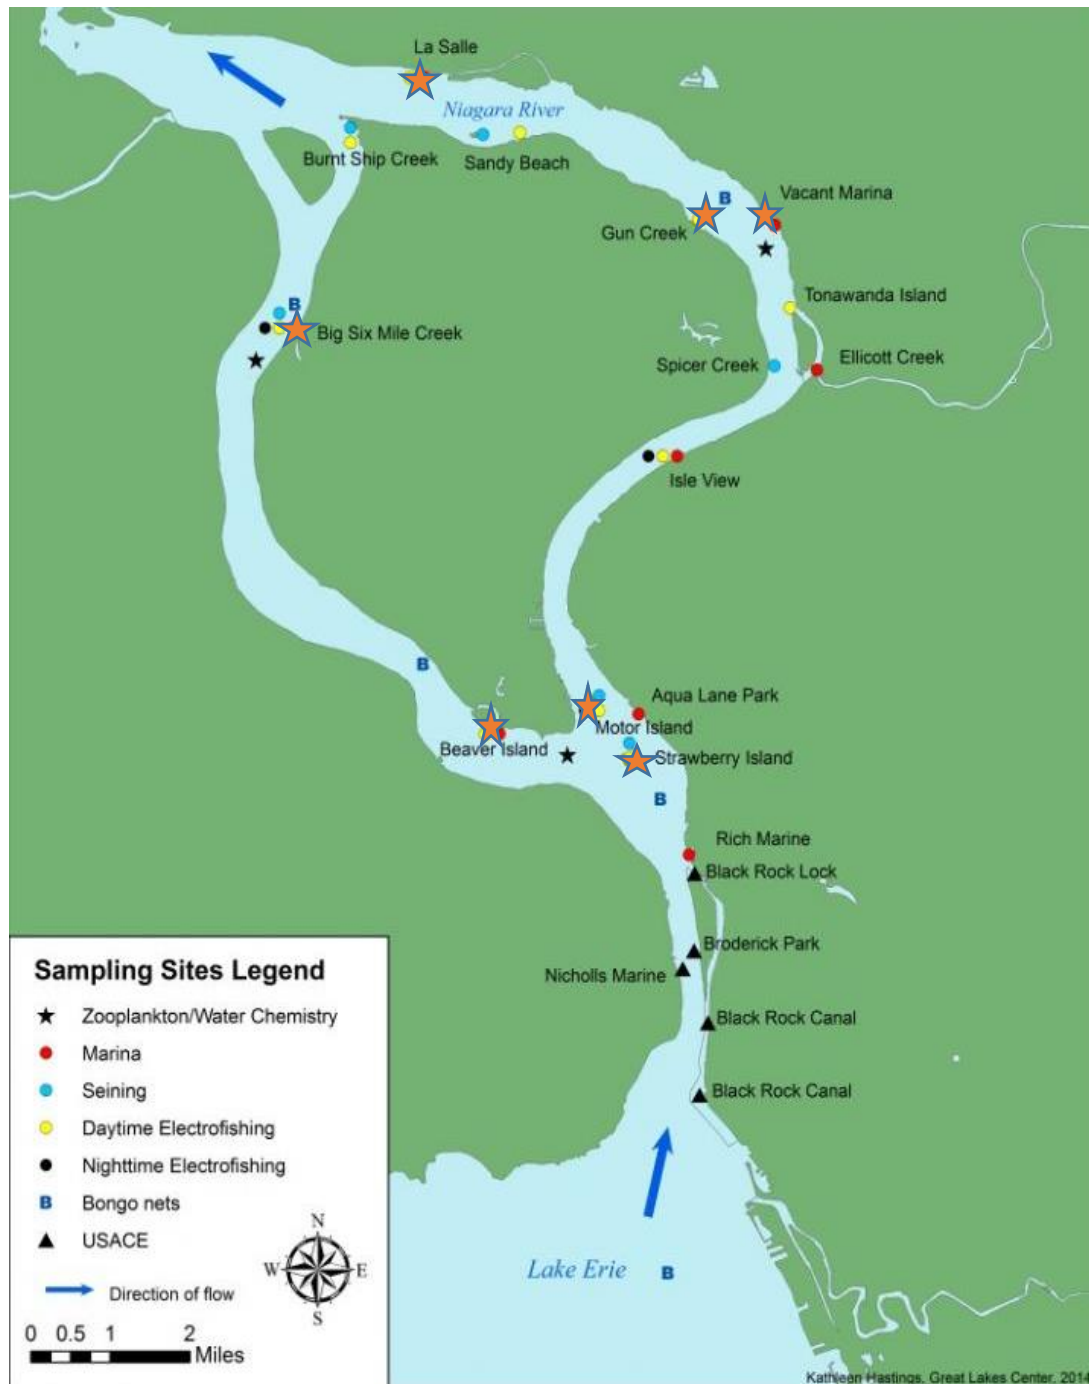 La Salle
Niagara River
Burnt Ship Creek
Sandy Beach
Vacant Marina
B
Gun Creek
Tonawanda Island
B
Big Six Mile Creek
Ellicott Creek
Spicer Creek
Isle View
B
Aqua Lane Park
Motor Island
Beaver Island
Strawberry Island
B
Rich Marine
Black Rock Lock
Broderick Park
Nicholls Marine
Black Rock Canal
Black Rock Canal
Lake Erie B
Sampling Sites Legend
Zooplankton/Water Chemistry
Marina
Seining
Daytime Electrofishing
Nighttime Electrofishing
B Bongo nets
USACE
Direction of flow
N
W E
S
0 0.5 1 2
Miles
Kathleen Hastings, Great Lakes Center, 2014